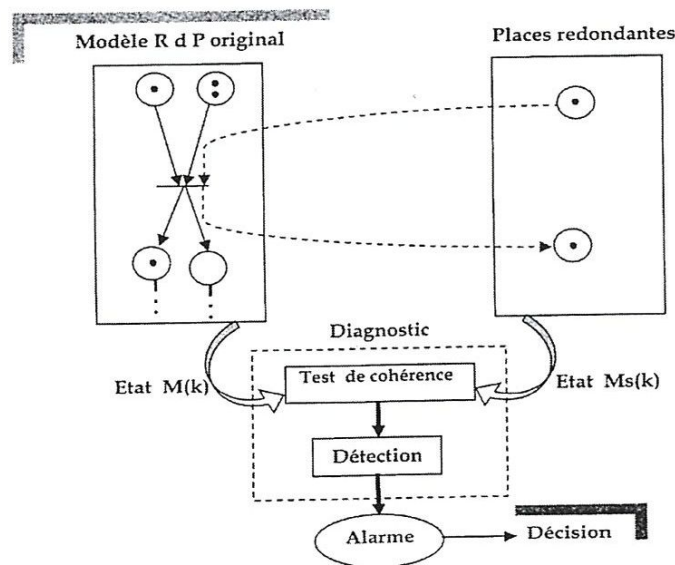 Modèle R d P original
Places redondantes
Diagnostic
Etat M(k)
Test de cohérence
Etat Ms(k)
Détection
Alarme
Décision